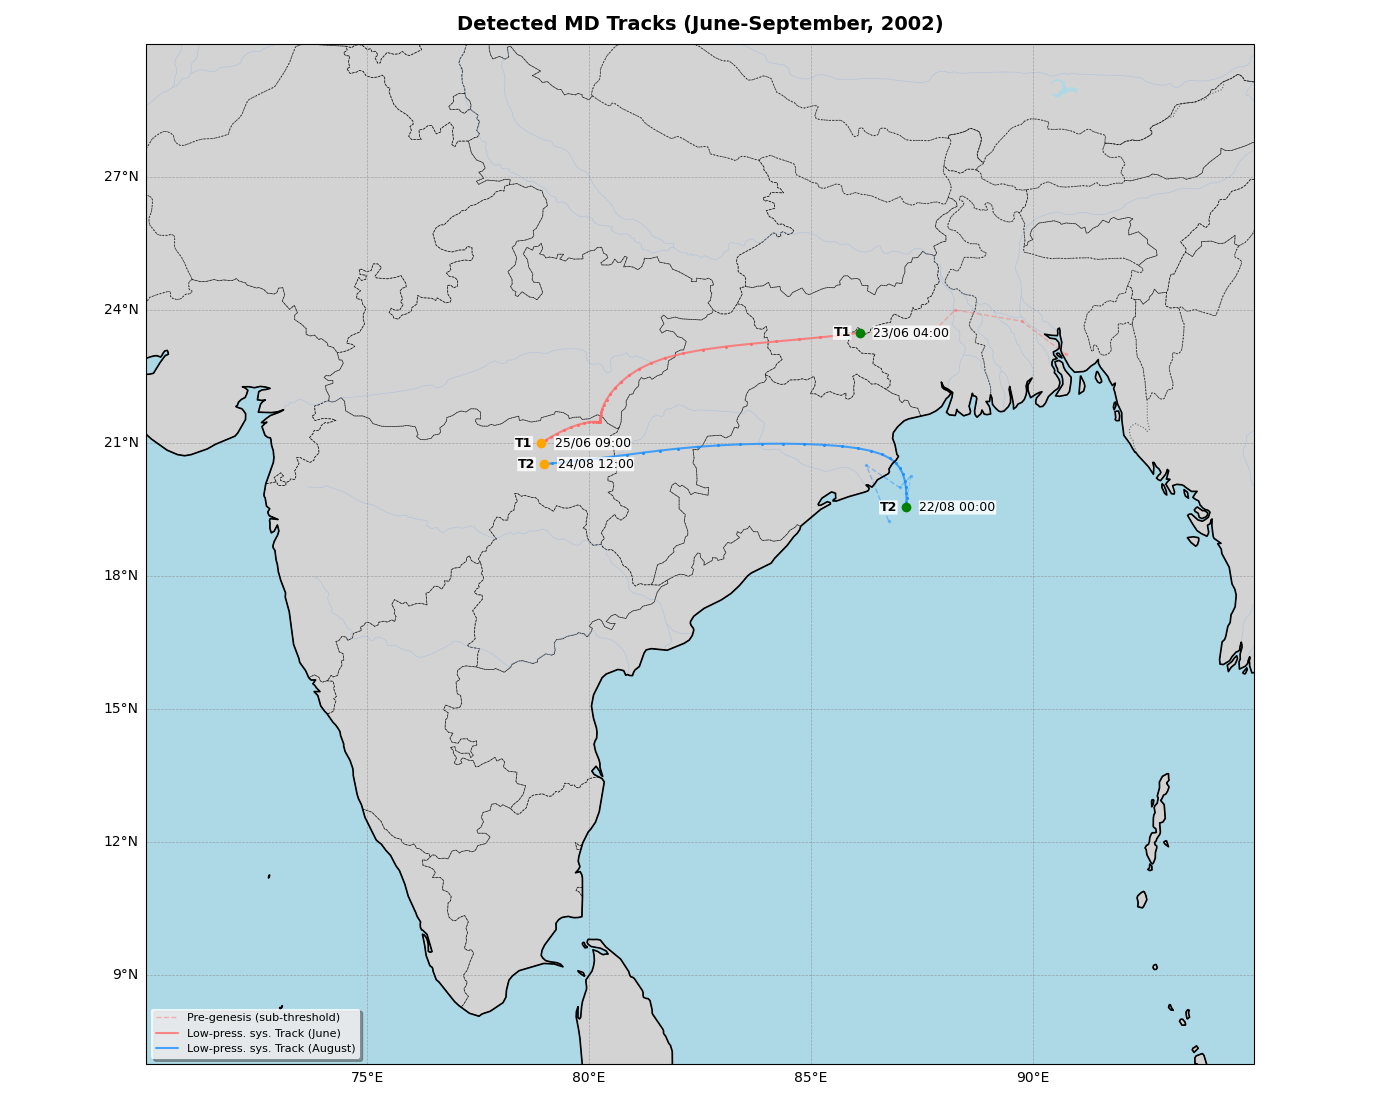 Detected MD Tracks (June-September, 2002)
27°N
24°N
T1 23/06 04:00
21°N
T1 25/06 09:00
T2 24/08 12:00
T2 22/08 00:00
18°N
15°N
12°N
9°N
Pre-genesis (sub-threshold)
Low-press. sys. Track (June)
Low-press. sys. Track (August)
75°E 80°E 85°E 90°E